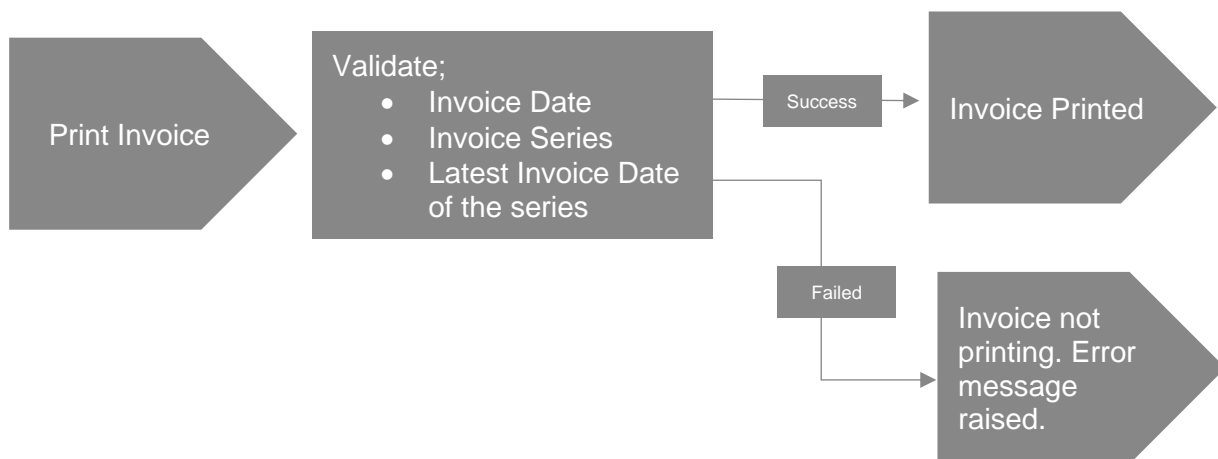 Print Invoice
Validate;
• Invoice Date
• Invoice Series
• Latest Invoice Date
of the series
Success
Invoice Printed
Failed
Invoice not
printing. Error
message
raised.